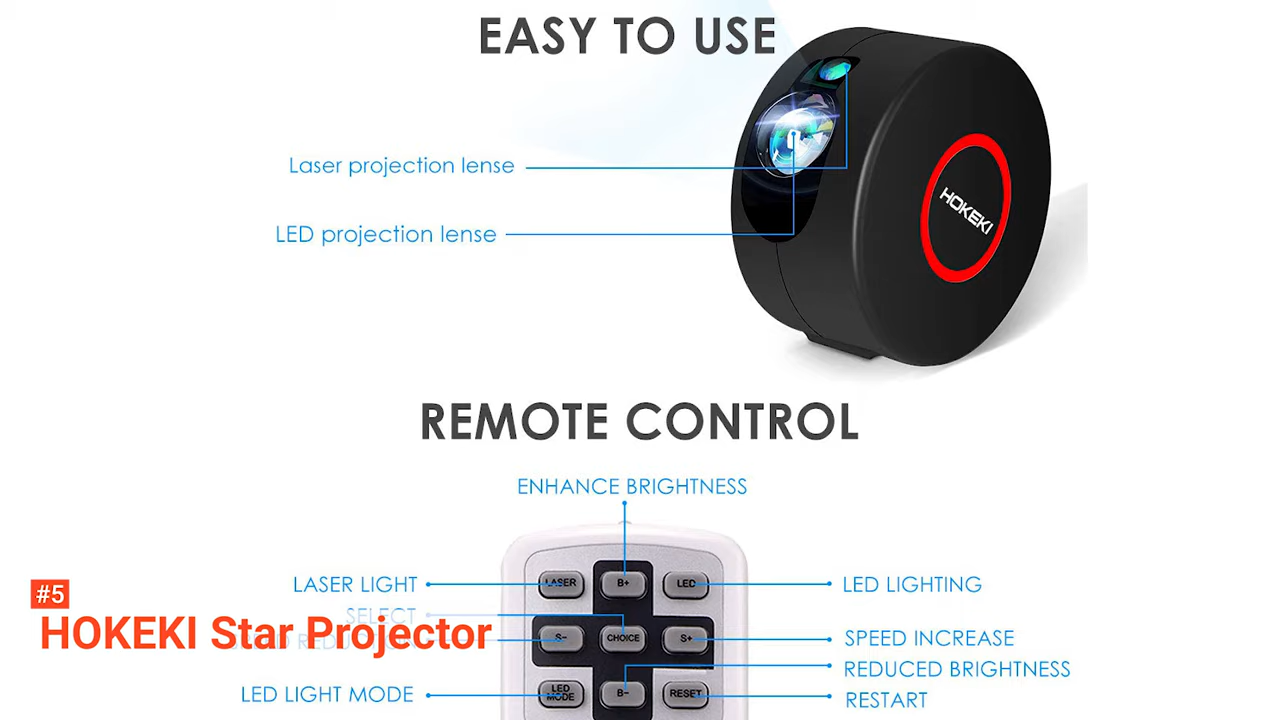 EASY TO USE
Laser projection lense
LED projection lense
HOKEKI
REMOTE CONTROL
ENHANCE BRIGHTNESS
LASER LIGHT
LASER
B+
LED
LED LIGHTING
#5
SELECT
HOKEKI Star Projector
S-
CHOICE
S+
SPEED INCREASE
REDUCED BRIGHTNESS
LED LIGHT MODE
LED MODE
B-
RESET
RESTART